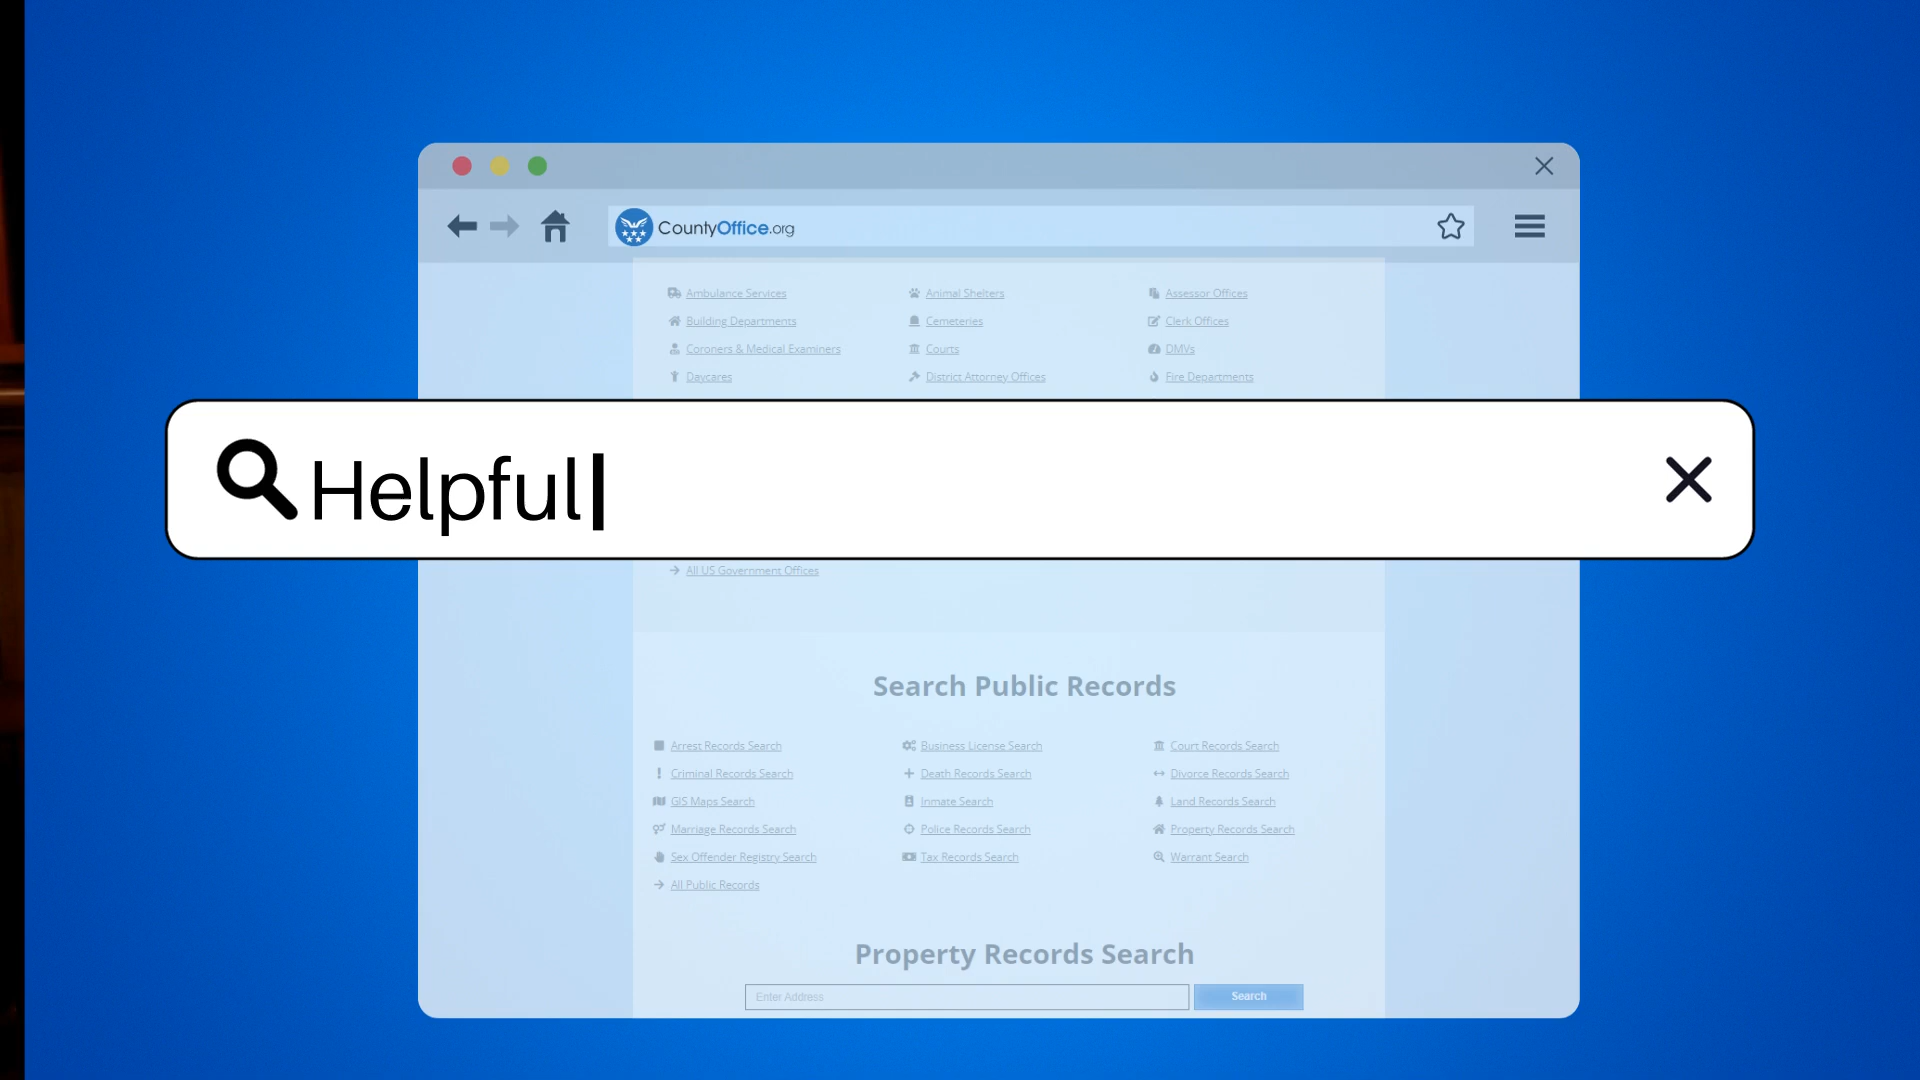 CountyOffice.org
Ambulance Services Animal Shelters Assessor Offices
Building Departments Cemeteries Clerk Offices
Coroners & Medical Examiners Courts DMVs
Daycares District Attorney Offices Fire Departments
Helpful
All US Government Offices
Search Public Records
Arrest Records Search Business License Search Court Records Search
Criminal Records Search Death Records Search Divorce Records Search
GIS Maps Search Inmate Search Land Records Search
Marriage Records Search Police Records Search Property Records Search
Sex Offender Registry Search Tax Records Search Warrant Search
All Public Records
Property Records Search
Enter Address Search